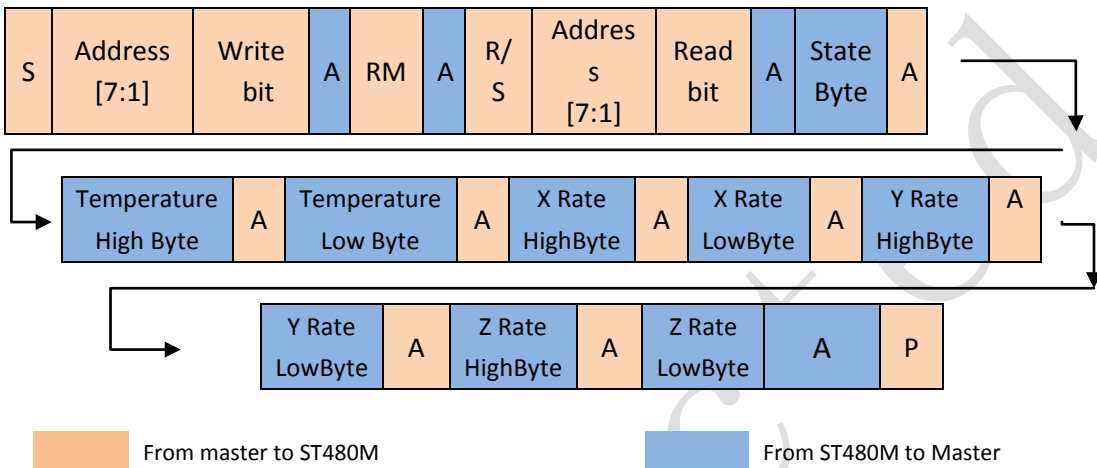 S
Address
[7:1]
Write
bit
A
RM
A
R/
S
Addres
s
[7:1]
Read
bit
A
State
Byte
A
Temperature
High Byte
A
Temperature
Low Byte
A
X Rate
HighByte
A
X Rate
LowByte
A
Y Rate
HighByte
A
Y Rate
LowByte
A
Z Rate
HighByte
A
Z Rate
LowByte
A
P
From master to ST480M
From ST480M to Master